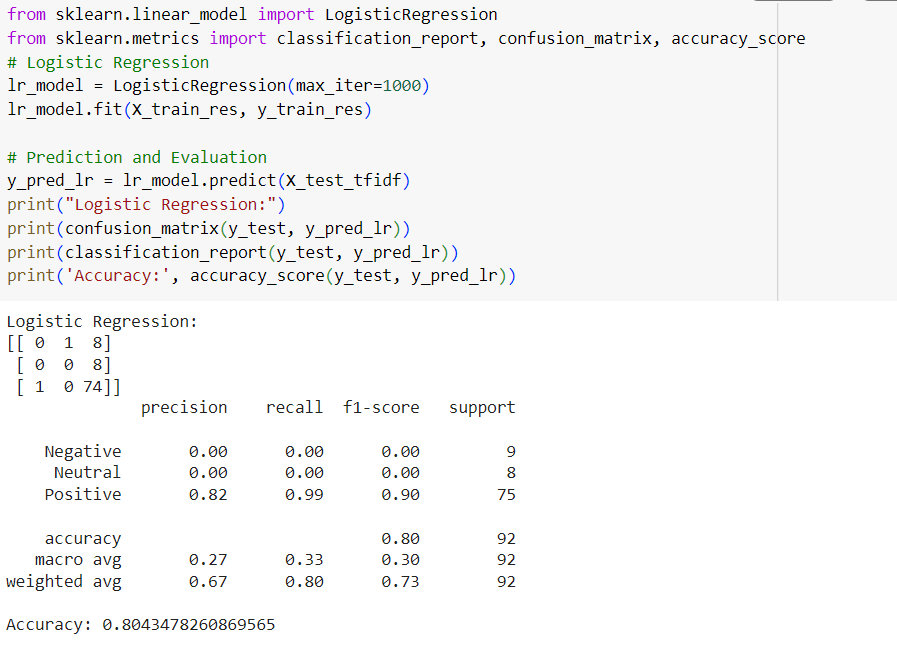 from sklearn.linear_model import LogisticRegression
from sklearn.metrics import classification_report, confusion_matrix, accuracy_score
# Logistic Regression
lr_model = LogisticRegression(max_iter=1000)
lr_model.fit(X_train_res, y_train_res)

# Prediction and Evaluation
y_pred_lr = lr_model.predict(X_test_tfidf)
print("Logistic Regression:")
print(confusion_matrix(y_test, y_pred_lr))
print(classification_report(y_test, y_pred_lr))
print('Accuracy:', accuracy_score(y_test, y_pred_lr))

Logistic Regression:
[[ 0  1  8]
 [ 0  0  8]
 [ 1  0 74]]
              precision    recall  f1-score   support

    Negative       0.00      0.00      0.00         9
     Neutral       0.00      0.00      0.00         8
    Positive       0.82      0.99      0.90        75

    accuracy                           0.80        92
   macro avg       0.27      0.33      0.30        92
weighted avg       0.67      0.80      0.73        92

Accuracy: 0.8043478260869565